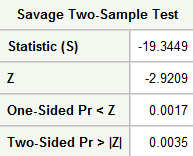 Savage Two-Sample Test
Statistic (S) -19.3449
Z -2.9209
One-Sided Pr < Z 0.0017
Two-Sided Pr > |Z| 0.0035